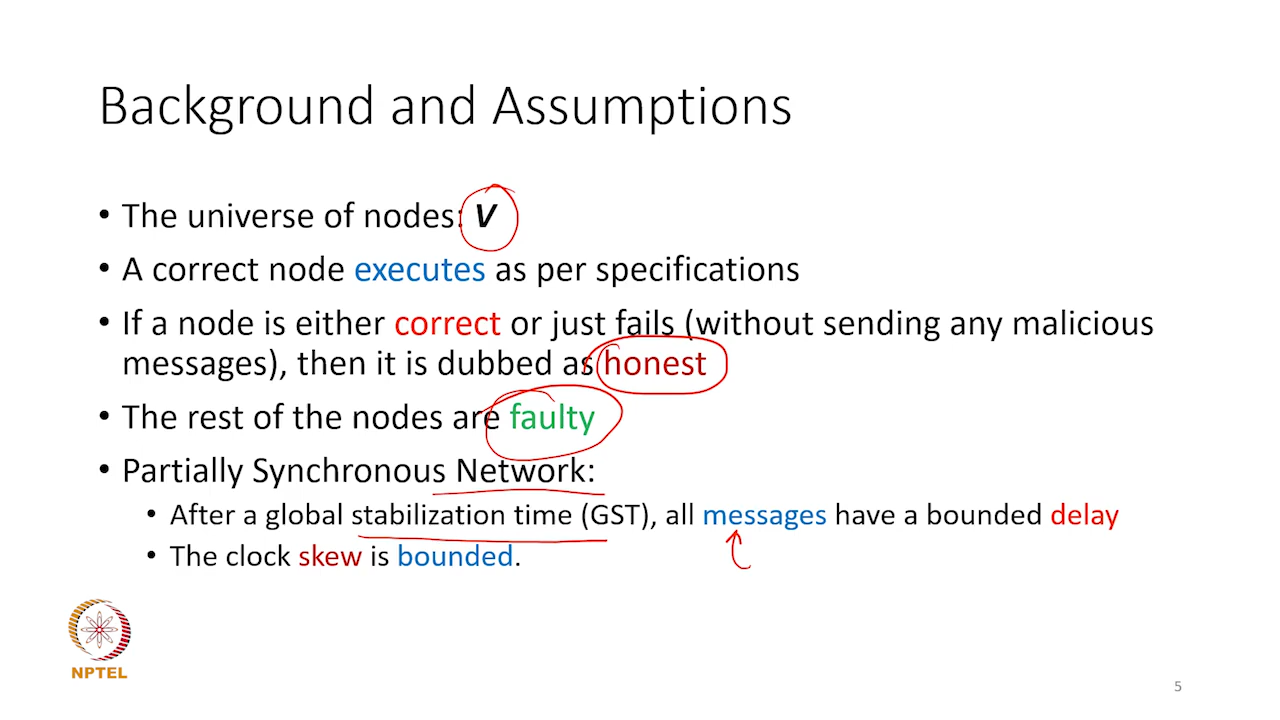 Background and Assumptions
• The universe of nodes: V
• A correct node executes as per specifications
• If a node is either correct or just fails (without sending any malicious
messages), then it is dubbed as honest
• The rest of the nodes are faulty
• Partially Synchronous Network:
• After a global stabilization time (GST), all messages have a bounded delay
• The clock skew is bounded.
NPTEL
5